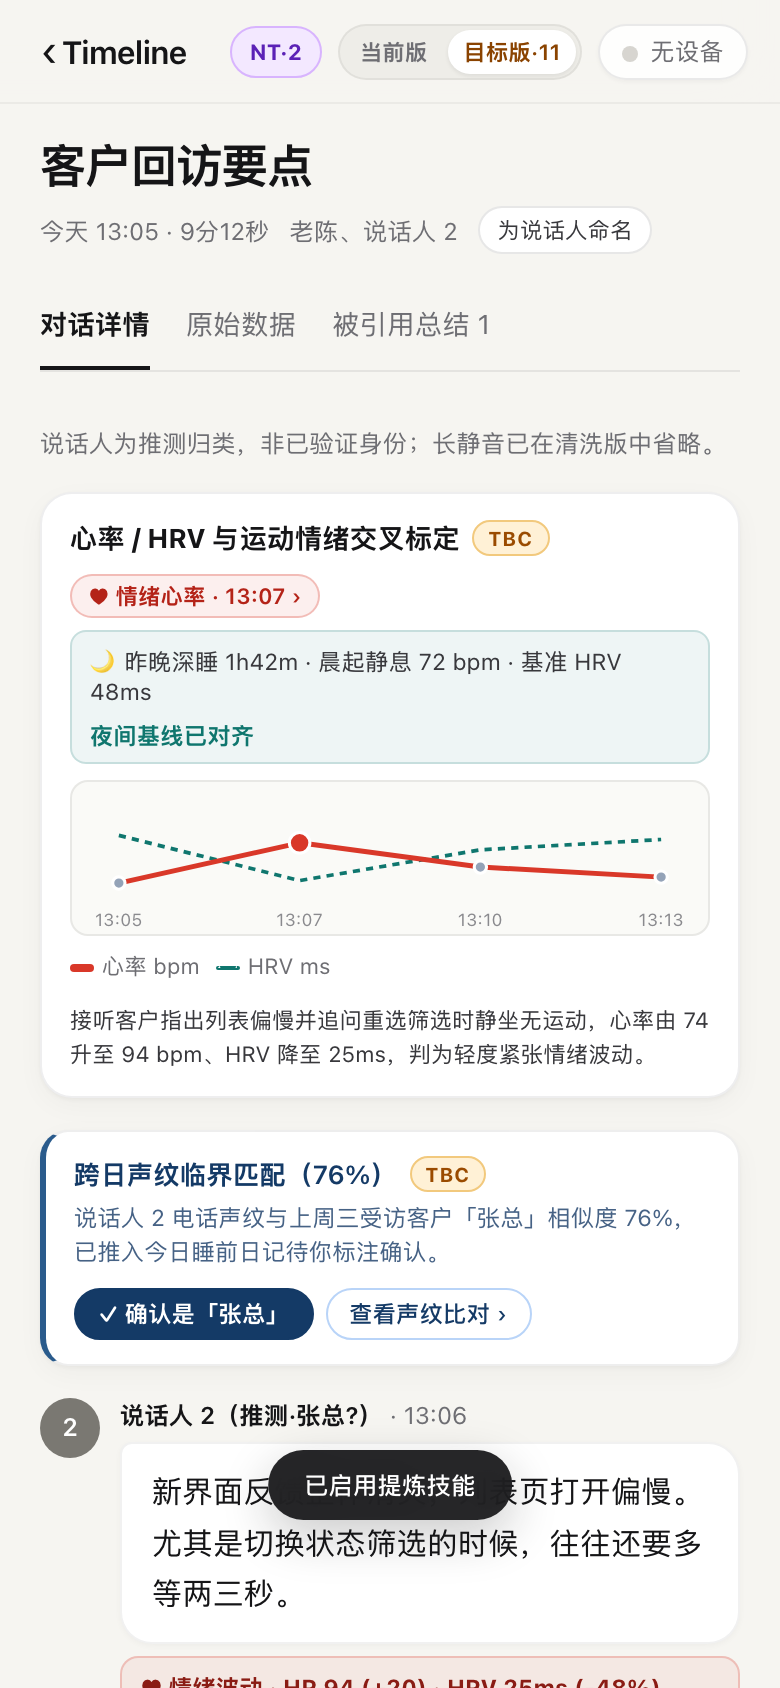 Timeline
NT·2
当前版
目标版·11
无设备
客户回访要点
今天 13:05 · 9分12秒 老陈、说话人 2
为说话人命名
对话详情
原始数据
被引用总结 1
说话人为推测归类，非已验证身份；长静音已在清洗版中省略。
心率 / HRV 与运动情绪交叉标定
TBC
情绪心率 · 13:07 ›
昨晚深睡 1h42m · 晨起静息 72 bpm · 基准 HRV
48ms
夜间基线已对齐
13:05
13:07
13:10
13:13
心率 bpm
HRV ms
接听客户指出列表偏慢并追问重选筛选时静坐无运动，心率由 74
升至 94 bpm、HRV 降至 25ms，判为轻度紧张情绪波动。
跨日声纹临界匹配（76%）
TBC
说话人 2 电话声纹与上周三受访客户「张总」相似度 76%，
已推入今日睡前日记待你标注确认。
✓ 确认是「张总」
查看声纹比对 ›
2
说话人 2（推测·张总?） · 13:06
新界面反 表页打开偏慢。
已启用提炼技能
尤其是切换状态筛选的时候，往往还要多
等两三秒。
情绪波动 · HR 94 (+20) · HRV 25ms (-48%)